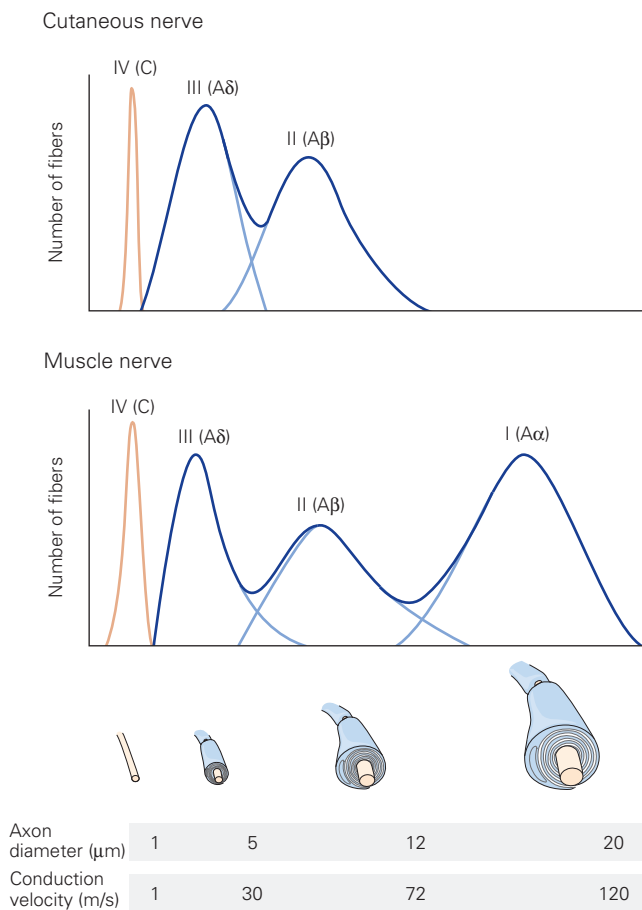 Cutaneous nerve
IV (C)
III (Aδ)
II (Aβ)
Number of fibers
Muscle nerve
IV (C)
III (Aδ)
II (Aβ)
I (Aα)
Number of fibers
Axon
diameter (μm) 1 5 12 20
Conduction
velocity (m/s) 1 30 72 120